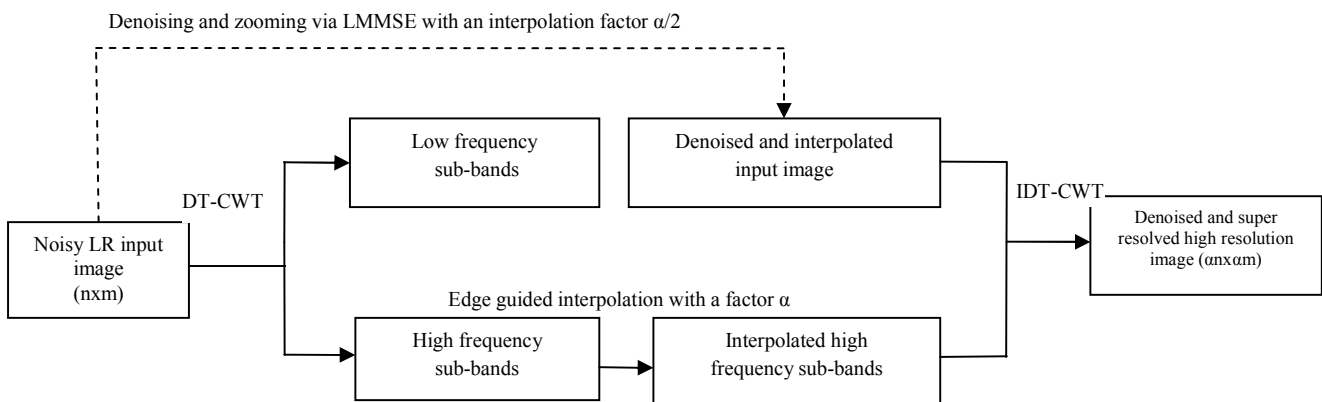 Denoising and zooming via LMMSE with an interpolation factor α/2
Low frequency
sub-bands
Denoised and interpolated
input image
DT-CWT
IDT-CWT
Noisy LR input
image
(nxm)
Denoised and super
resolved high resolution
image (αnxαm)
Edge guided interpolation with a factor α
High frequency
sub-bands
Interpolated high
frequency sub-bands